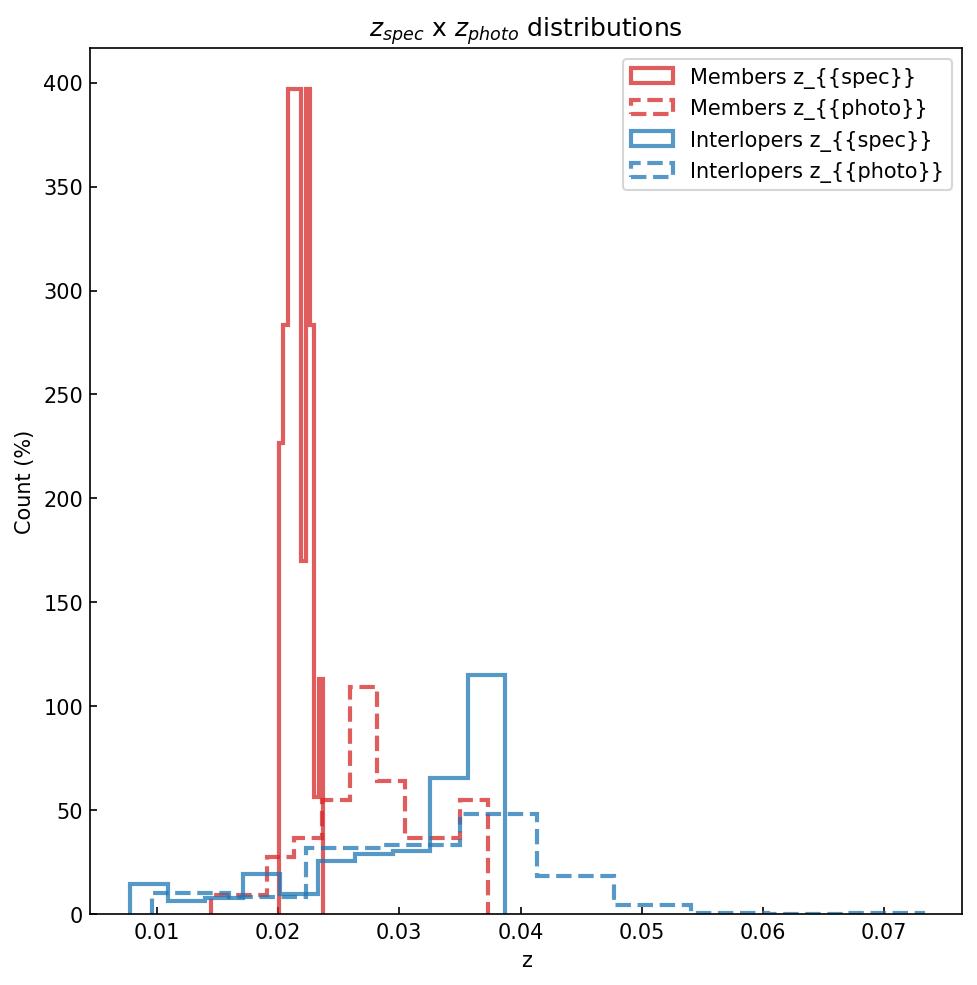 z_spec x z_photo distributions
Members z_{{spec}}
Members z_{{photo}}
Interlopers z_{{spec}}
Interlopers z_{{photo}}
Count (%)
400
350
300
250
200
150
100
50
0
0.01 0.02 0.03 0.04 0.05 0.06 0.07
z